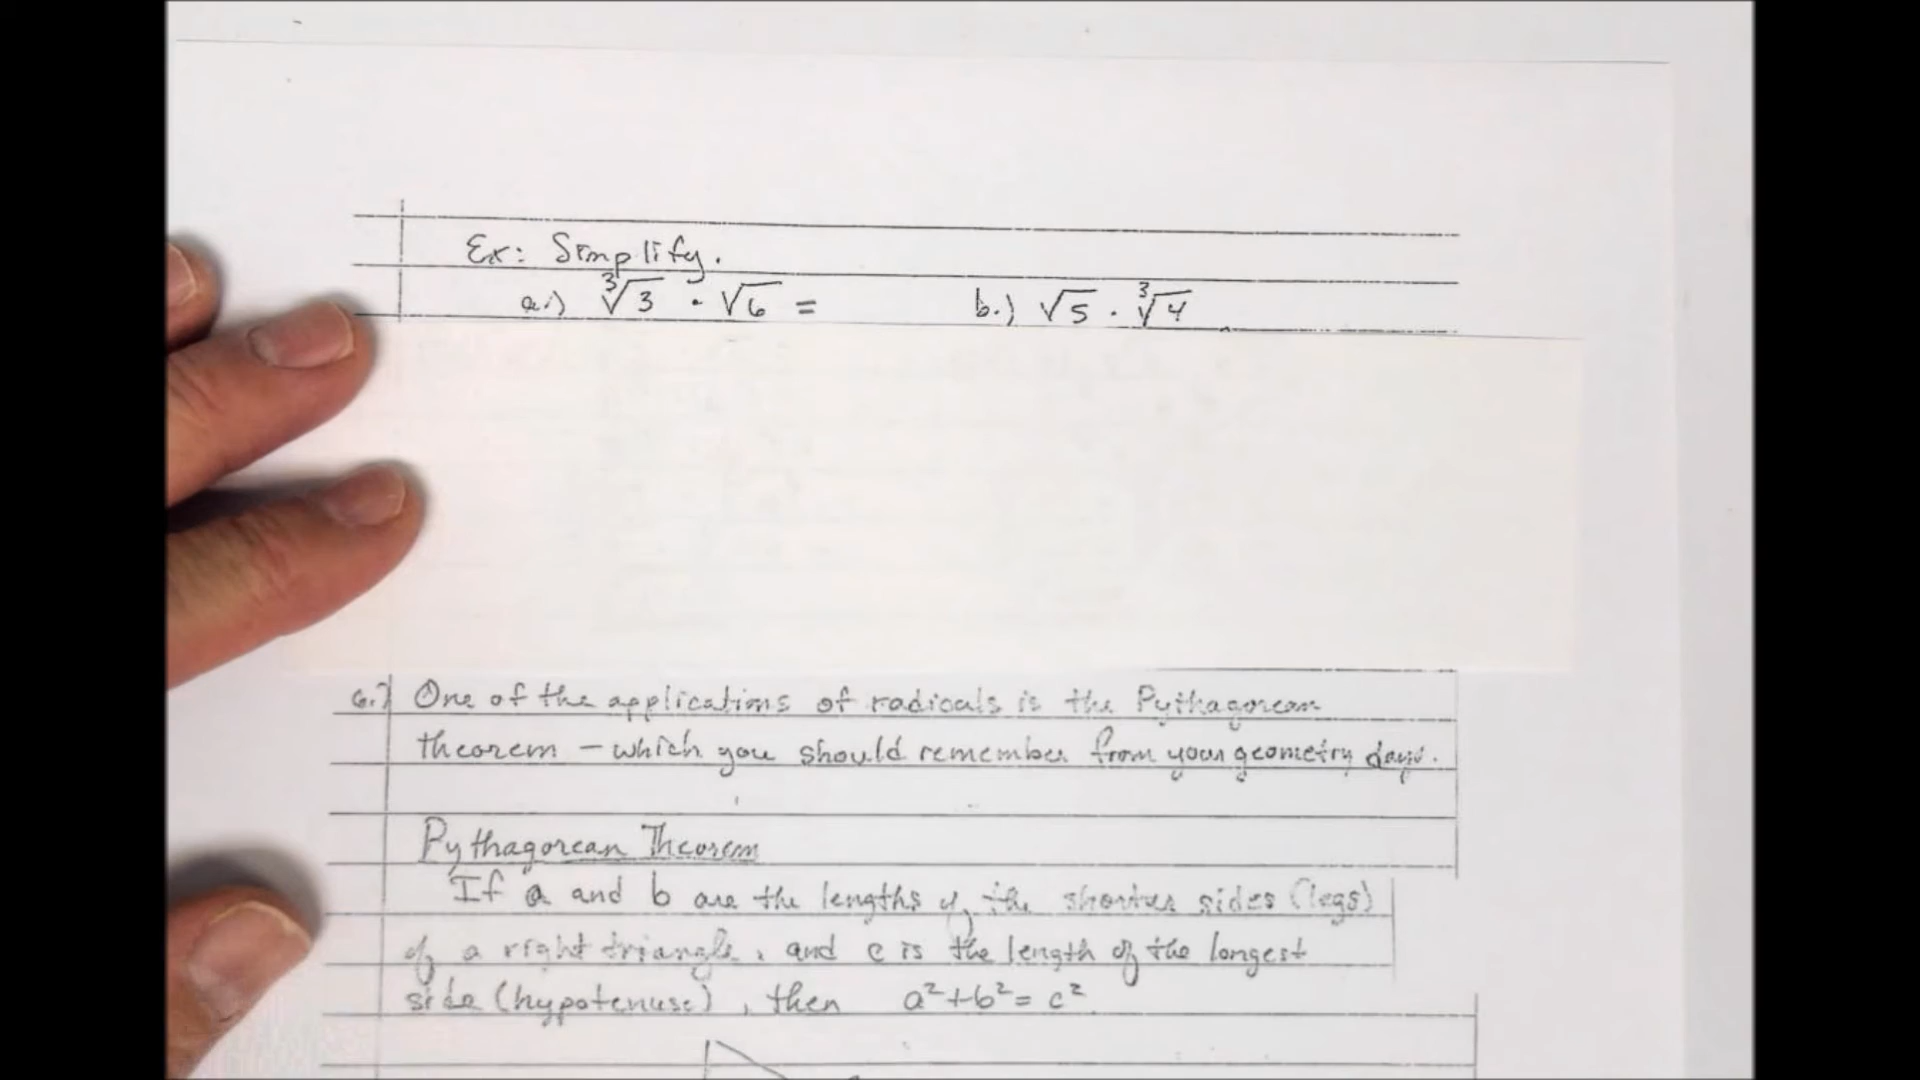 Ex: Simplify.
a.) ∛3 · √6 = b.) √5 · ∛4
6.) One of the applications of radicals is the Pythagorean
theorem – which you should remember from your geometry days.
Pythagorean Theorem
If a and b are the lengths of the shorter sides (legs)
of a right triangle, and c is the length of the longest
side (hypotenuse), then a²+b²= c².